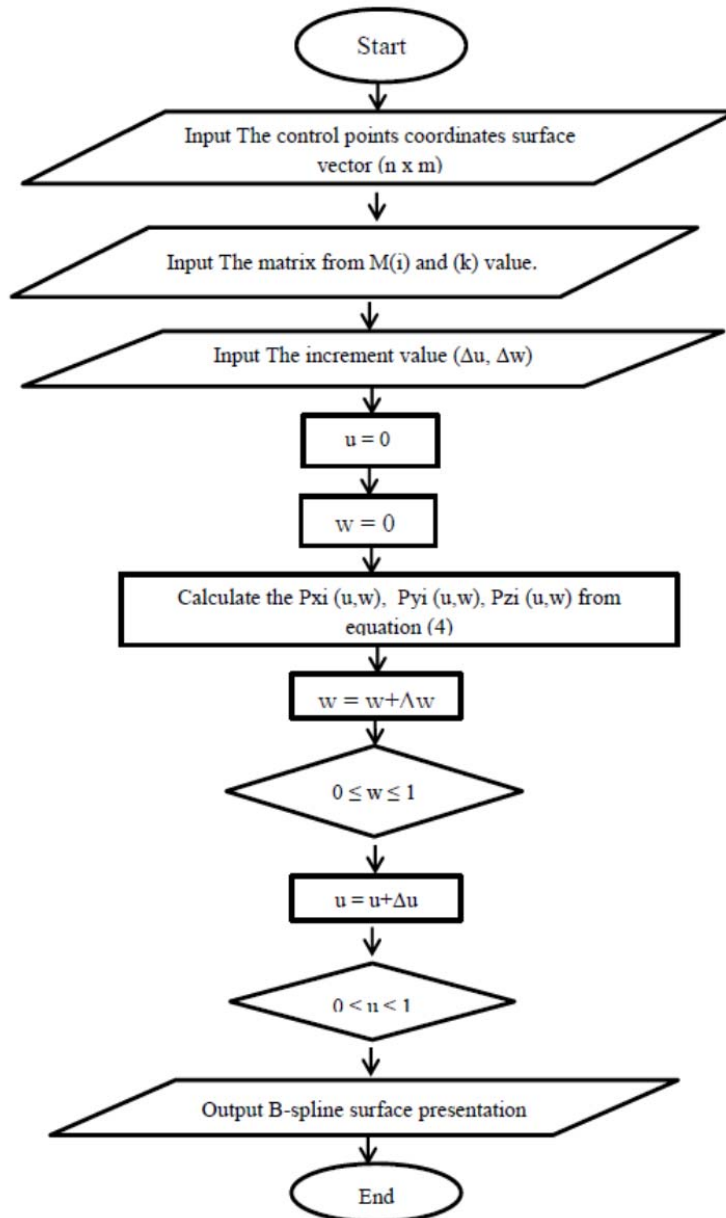 Start
Input The control points coordinates surface
vector (n x m)
Input The matrix from M(i) and (k) value.
Input The increment value (Δu, Δw)
u = 0
w = 0
Calculate the Pxi (u,w), Pyi (u,w), Pzi (u,w) from
equation (4)
w = w+Δw
0 ≤ w ≤ 1
u = u+Δu
0 < u < 1
Output B-spline surface presentation
End